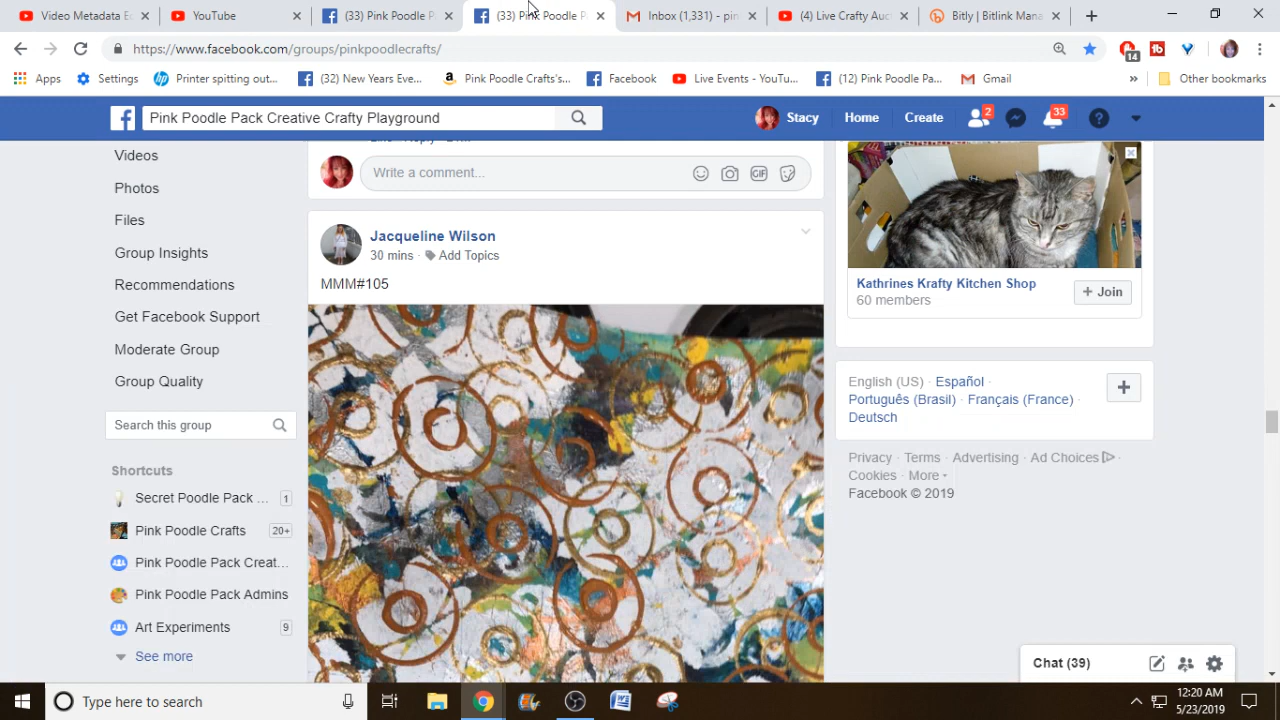 Video Metadata Ec
YouTube
(33) Pink Poodle P
(33) Pink Poodle P
Inbox (1,331) - pin
(4) Live Crafty Auc
Bitly | Bitlink Mana
https://www.facebook.com/groups/pinkpoodlecrafts/
14
Apps
Settings
Printer spitting out...
(32) New Years Eve...
Pink Poodle Crafts's...
Facebook
Live Events - YouTu...
(12) Pink Poodle Pa...
Gmail
Other bookmarks
Pink Poodle Pack Creative Crafty Playground
Stacy
Home
Create
2
33
Videos
Photos
Files
Group Insights
Recommendations
Get Facebook Support
Moderate Group
Group Quality
Search this group
Shortcuts
Secret Poodle Pack ...
1
Pink Poodle Crafts
20+
Pink Poodle Pack Creat...
Pink Poodle Pack Admins
Art Experiments
9
See more
Write a comment...
GIF
Jacqueline Wilson
30 mins · Add Topics
MMM#105
Kathrines Krafty Kitchen Shop
60 members
+ Join
English (US) · Español ·
Português (Brasil) · Français (France) ·
Deutsch
Privacy · Terms · Advertising · Ad Choices ·
Cookies · More
Facebook © 2019
Chat (39)
Type here to search
12:20 AM
5/23/2019